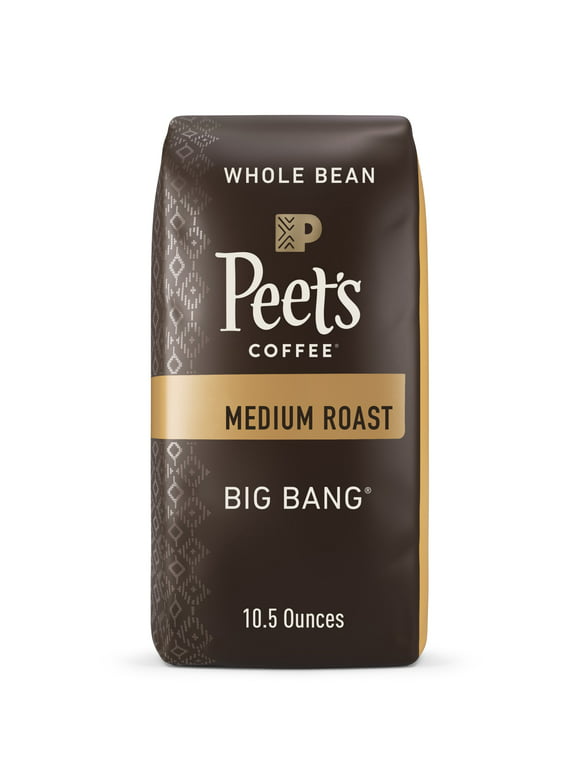 WHOLE BEAN
P
Peet's
COFFEE®
MEDIUM ROAST
BIG BANG®
10.5 Ounces